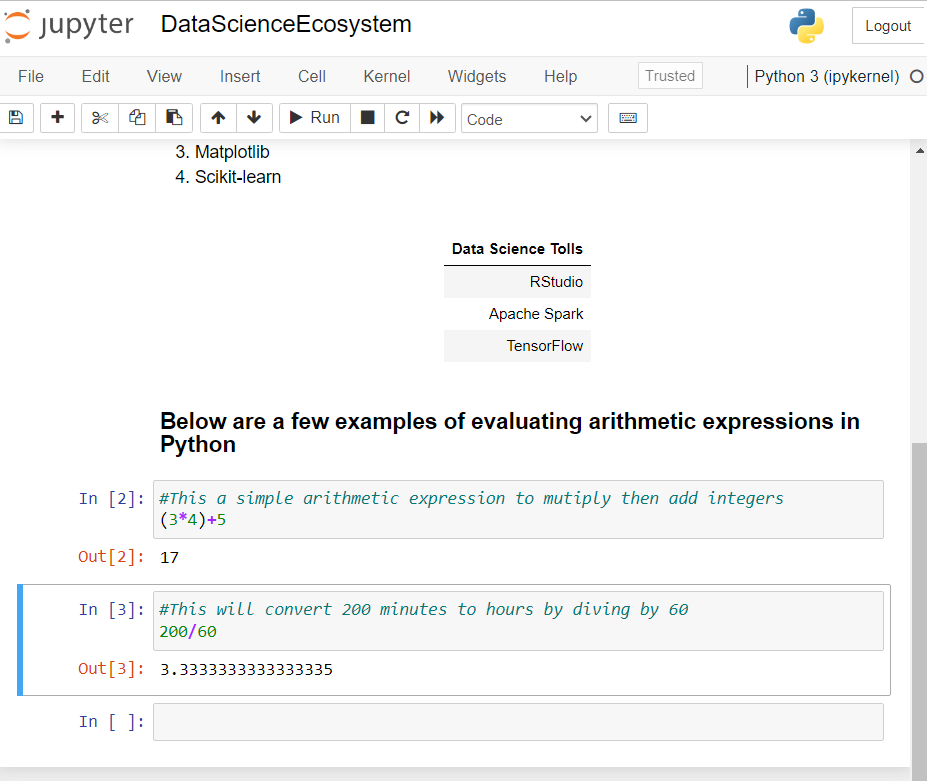 jupyter DataScienceEcosystem Logout
File Edit View Insert Cell Kernel Widgets Help Trusted Python 3 (ipykernel)
Run Code
3. Matplotlib
4. Scikit-learn
Data Science Tolls
RStudio
Apache Spark
TensorFlow
Below are a few examples of evaluating arithmetic expressions in
Python
In [2]: #This a simple arithmetic expression to mutiply then add integers
(3*4)+5
Out[2]: 17
In [3]: #This will convert 200 minutes to hours by diving by 60
200/60
Out[3]: 3.3333333333333335
In [ ]: